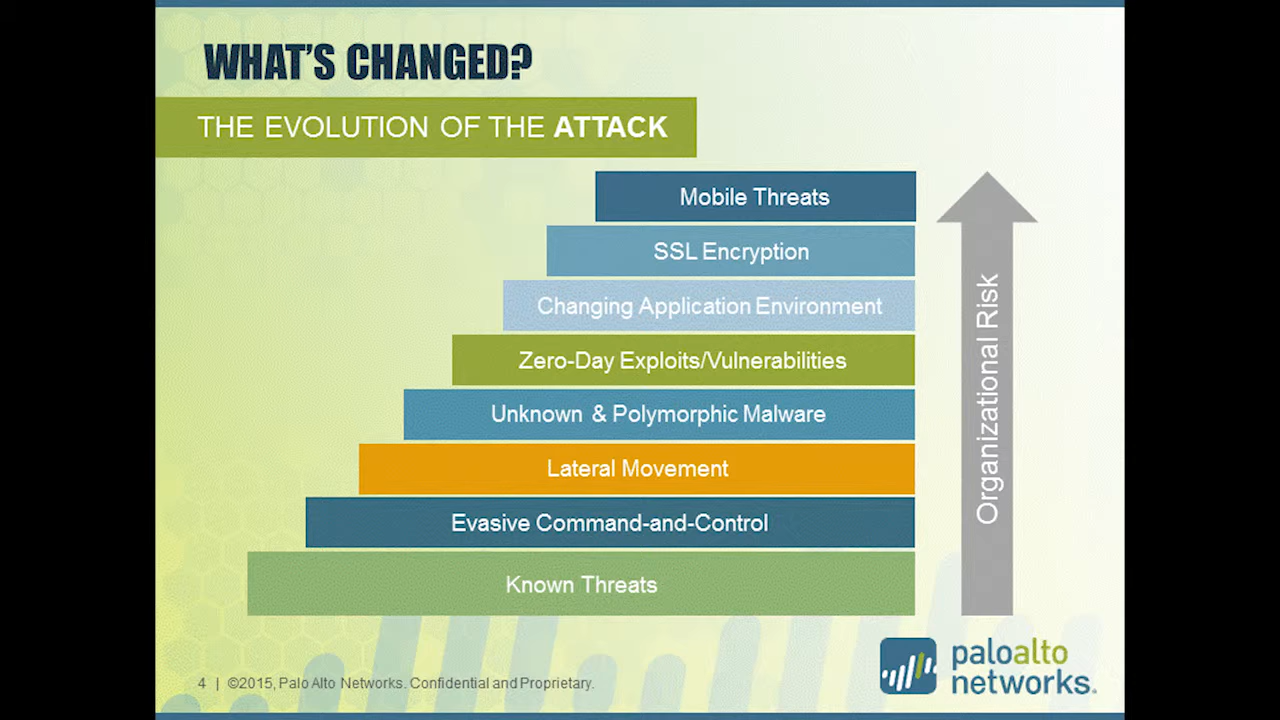 WHAT'S CHANGED?
THE EVOLUTION OF THE ATTACK
Mobile Threats
SSL Encryption
Changing Application Environment
Zero-Day Exploits/Vulnerabilities
Unknown & Polymorphic Malware
Lateral Movement
Evasive Command-and-Control
Known Threats
Organizational Risk
4 | ©2015, Palo Alto Networks. Confidential and Proprietary.
paloalto
networks®